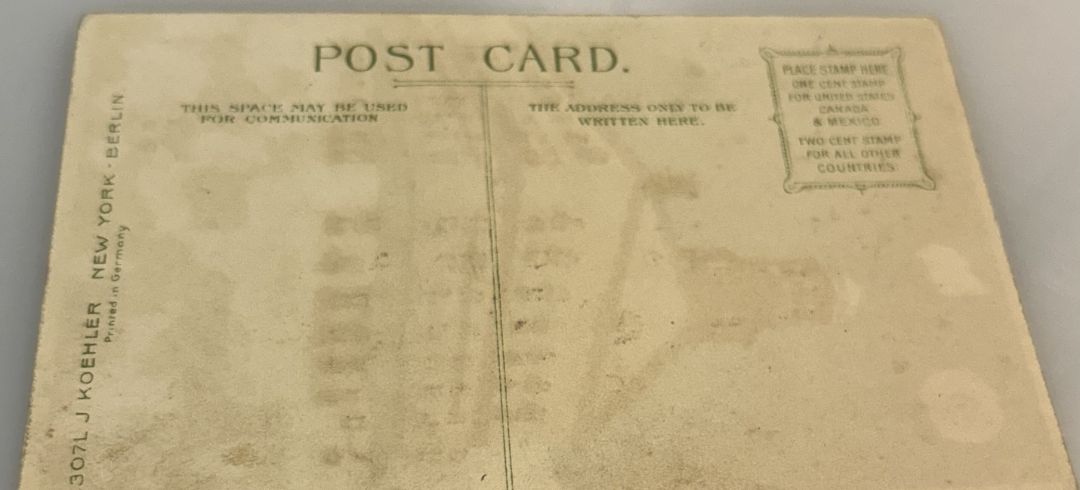 POST CARD.
THIS SPACE MAY BE USED
FOR COMMUNICATION
THE ADDRESS ONLY TO BE
WRITTEN HERE.
PLACE STAMP HERE
ONE CENT STAMP
FOR UNITED STATES
CANADA
& MEXICO
TWO CENT STAMP
FOR ALL OTHER
COUNTRIES
307L J KOEHLER NEW YORK - BERLIN
Printed in Germany